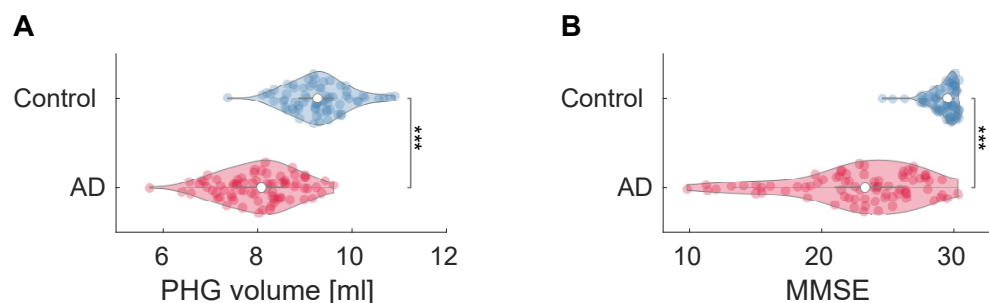 A
Control
AD
***
6 8 10 12
PHG volume [ml]
B
Control
AD
***
10 20 30
MMSE